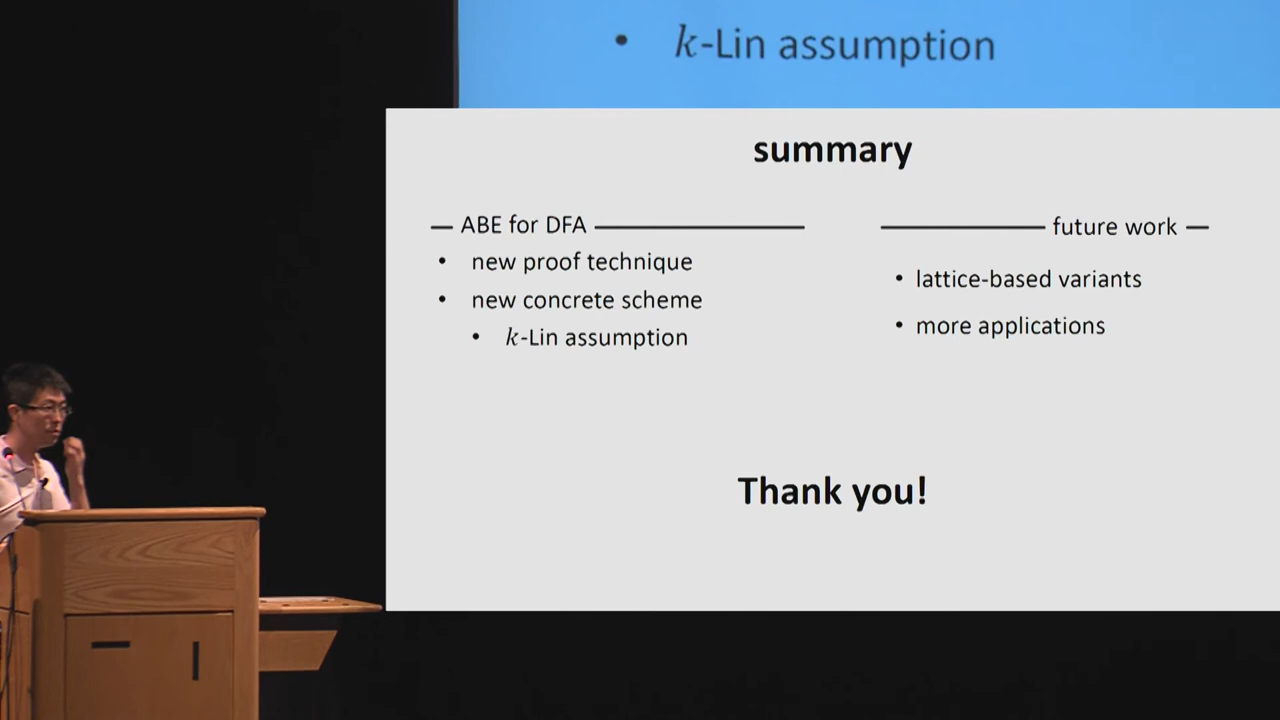 • k-Lin assumption
summary
ABE for DFA
• new proof technique
• new concrete scheme
• k-Lin assumption
future work
• lattice-based variants
• more applications
Thank you!